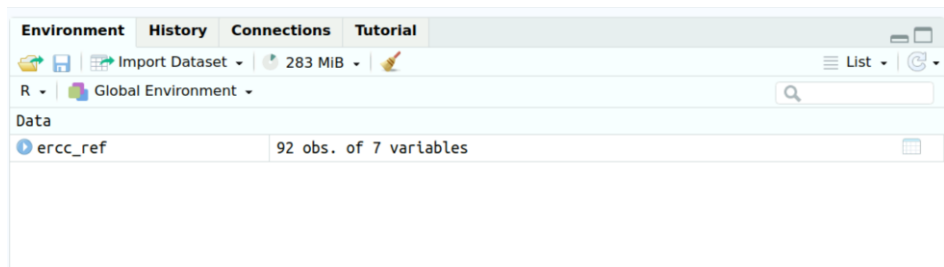 Environment History Connections Tutorial
Import Dataset 283 MiB List
R Global Environment
Data
ercc_ref 92 obs. of 7 variables